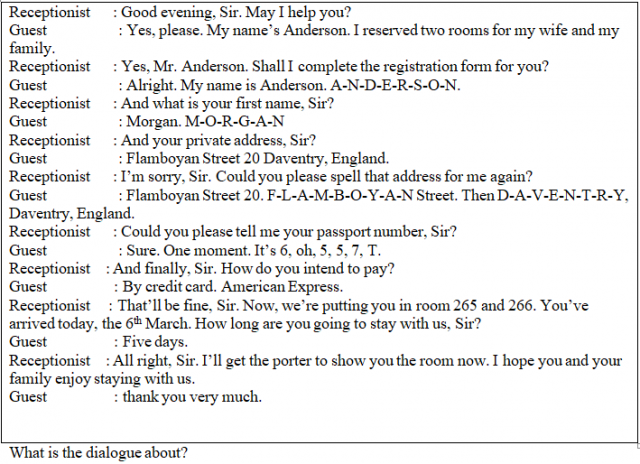 Receptionist : Good evening, Sir. May I help you?
Guest : Yes, please. My name's Anderson. I reserved two rooms for my wife and my
family.
Receptionist : Yes, Mr. Anderson. Shall I complete the registration form for you?
Guest : Alright. My name is Anderson. A-N-D-E-R-S-O-N.
Receptionist : And what is your first name, Sir?
Guest : Morgan. M-O-R-G-A-N
Receptionist : And your private address, Sir?
Guest : Flamboyan Street 20 Daventry, England.
Receptionist : I'm sorry, Sir. Could you please spell that address for me again?
Guest : Flamboyan Street 20. F-L-A-M-B-O-Y-A-N Street. Then D-A-V-E-N-T-R-Y,
Daventry, England.
Receptionist : Could you please tell me your passport number, Sir?
Guest : Sure. One moment. It's 6, oh, 5, 5, 7, T.
Receptionist : And finally, Sir. How do you intend to pay?
Guest : By credit card. American Express.
Receptionist : That'll be fine, Sir. Now, we're putting you in room 265 and 266. You've
arrived today, the 6th March. How long are you going to stay with us, Sir?
Guest : Five days.
Receptionist : All right, Sir. I'll get the porter to show you the room now. I hope you and your
family enjoy staying with us.
Guest : thank you very much.
What is the dialogue about?